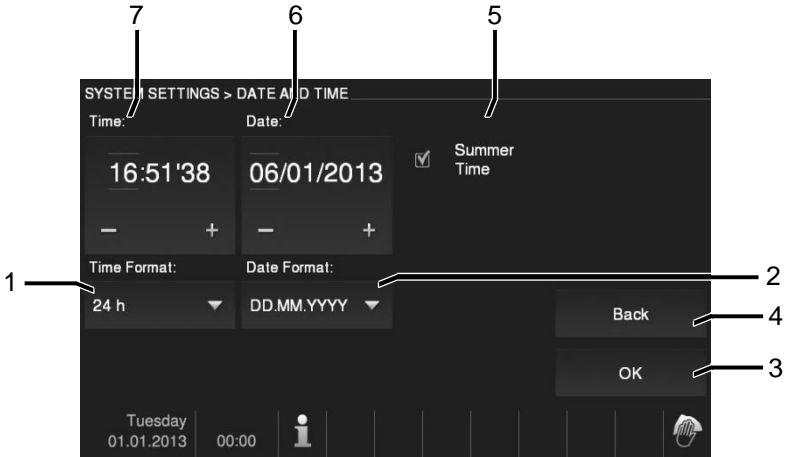 7 6 5
SYSTEM SETTINGS > DATE AND TIME
Time: Date:
16:51'38 06/01/2013 Summer
Time
− + − +
Time Format: Date Format:
1 2
24 h DD.MM.YYYY
Back 4
OK 3
Tuesday
01.01.2013 00:00 i